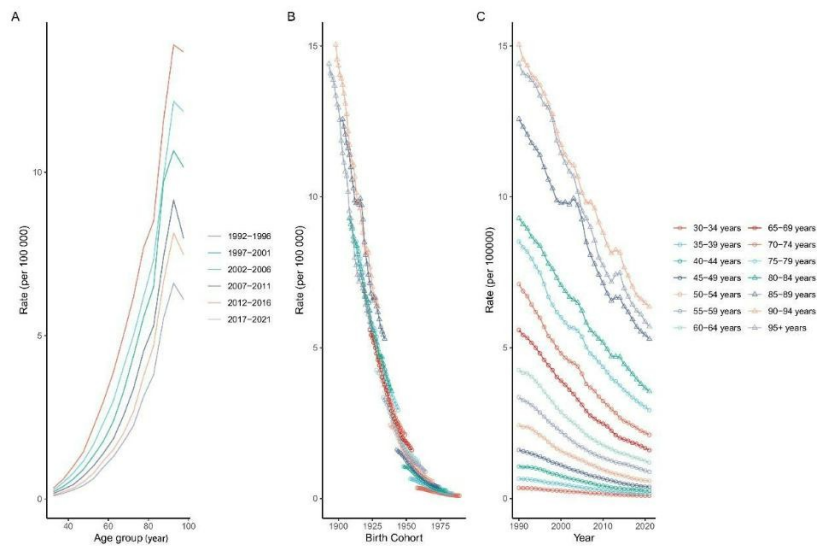 A
B
C
Rate (per 100 000)
10
5
0
40
60
80
100
Age group (year)
1992–1996
1997–2001
2002–2006
2007–2011
2012–2016
2017–2021
Rate (per 100 000)
15
10
5
0
1900
1925
1950
1975
Birth Cohort
Rate (per 100000)
15
10
5
0
1990
2000
2010
2020
Year
30–34 years
35–39 years
40–44 years
45–49 years
50–54 years
55–59 years
60–64 years
65–69 years
70–74 years
75–79 years
80–84 years
85–89 years
90–94 years
95+ years